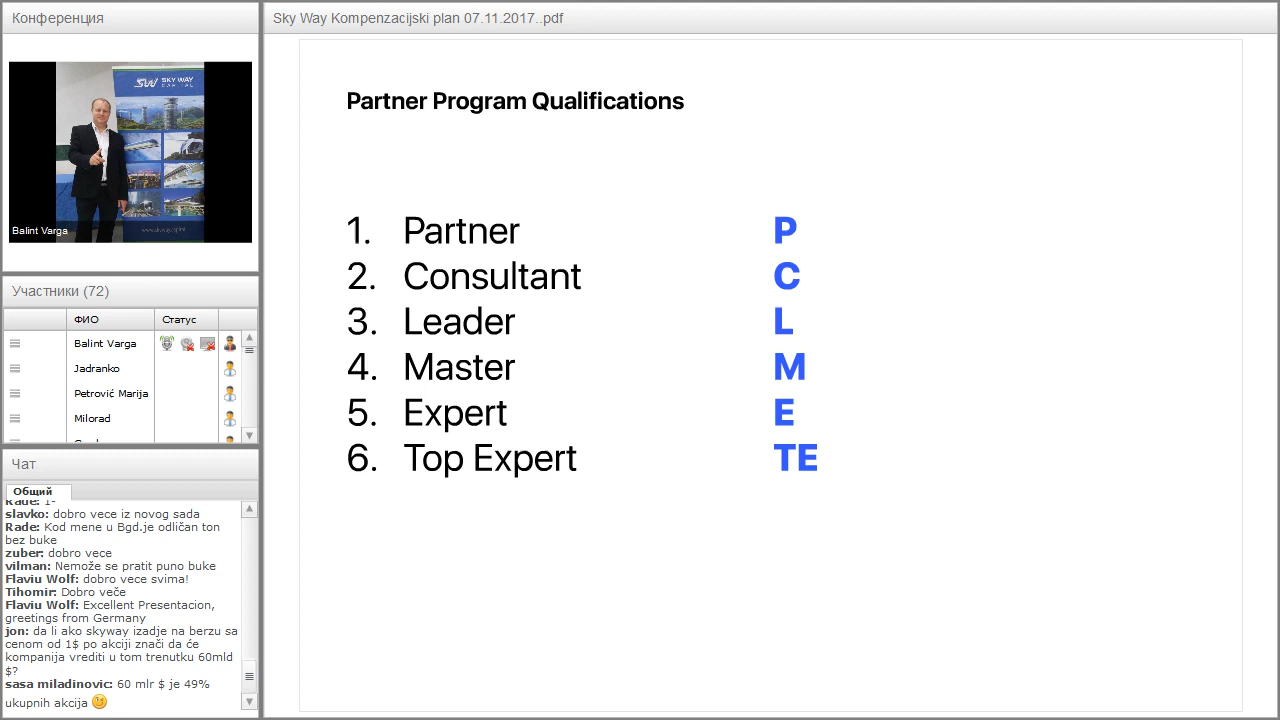 Конференция
SKY WAY
CAPITAL
Balint Varga
Участники (72)
ФИО
Статус
Balint Varga
Jadranko
Petrović Marija
Milorad
Чат
Общий
Rade: 1-
slavko: dobro vece iz novog sada
Rade: Kod mene u Bgd.je odličan ton
bez buke
zuber: dobro vece
vilman: Nemože se pratit puno buke
Flaviu Wolf: dobro vece svima!
Tihomir: Dobro veče
Flaviu Wolf: Excellent Presentacion,
greetings from Germany
jon: da li ako skyway izadje na berzu sa
cenom od 1$ po akciji znači da će
kompanija vrediti u tom trenutku 60mld
$?
sasa miladinovic: 60 mlr $ je 49%
ukupnih akcija
Sky Way Kompenzacijski plan 07.11.2017..pdf
Partner Program Qualifications
1. Partner P
2. Consultant C
3. Leader L
4. Master M
5. Expert E
6. Top Expert TE